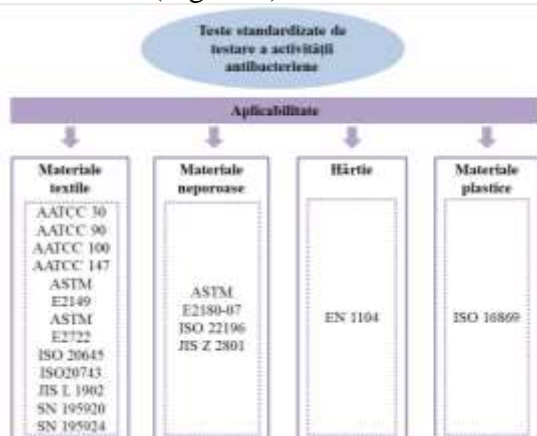 Teste standardizate de
testare a activității
antibacteriene
Aplicabilitate
Materiale
textile
AATCC 30
AATCC 90
AATCC 100
AATCC 147
ASTM
E2149
ASTM
E2722
ISO 20645
ISO20743
JIS L 1902
SN 195920
SN 195924
Materiale
neporoase
ASTM
E2180-07
ISO 22196
JIS Z 2801
Hârtie
EN 1104
Materiale
plastice
ISO 16869